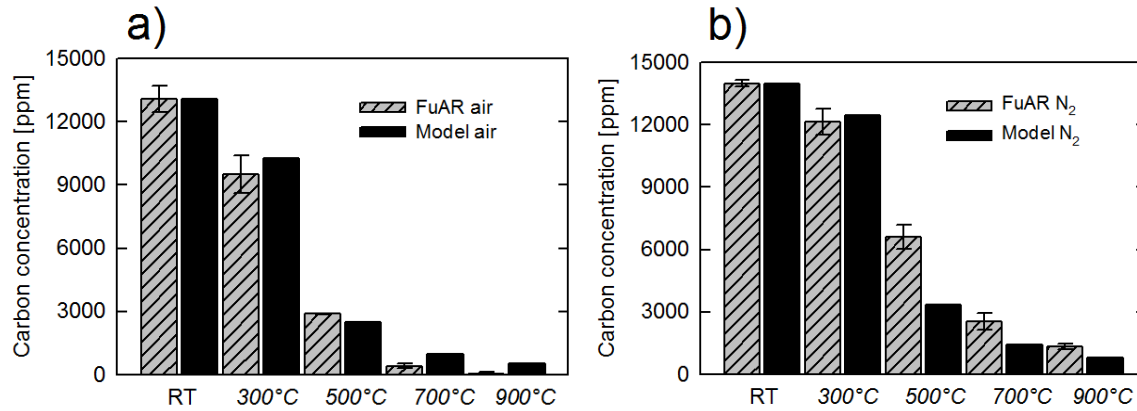 a)
Carbon concentration [ppm]
15000
12000
9000
6000
3000
0
FuAR air
Model air
RT 300°C 500°C 700°C 900°C
b)
Carbon concentration [ppm]
15000
12000
9000
6000
3000
0
FuAR N₂
Model N₂
RT 300°C 500°C 700°C 900°C